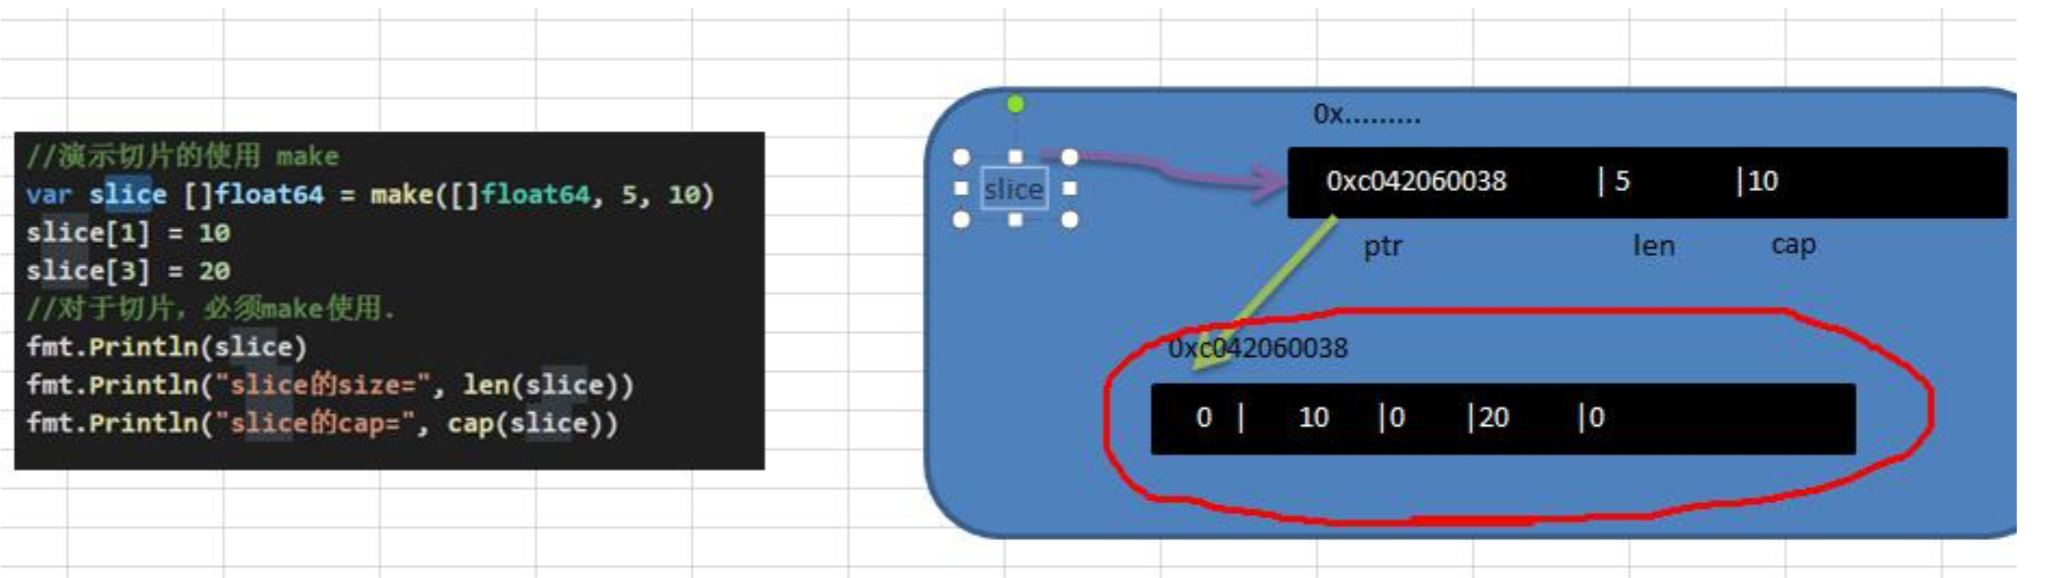 //演示切片的使用 make
var slice []float64 = make([]float64, 5, 10)
slice[1] = 10
slice[3] = 20
//对于切片，必须make使用.
fmt.Println(slice)
fmt.Println("slice的size=", len(slice))
fmt.Println("slice的cap=", cap(slice))
0x.........
slice
0xc042060038 |5 |10
ptr len cap
0xc042060038
0 | 10 |0 |20 |0